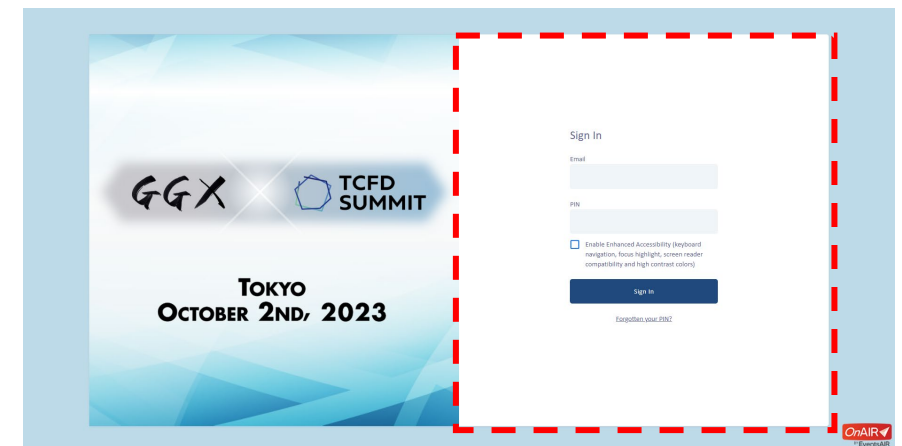 GGX
TCFD
SUMMIT
TOKYO
OCTOBER 2ND, 2023
Sign In
Email
PIN
Enable Enhanced Accessibility (keyboard
navigation, focus highlight, screen reader
compatibility and high contrast colors)
Sign In
Forgotten your PIN?
OnAIR
BY EventsAIR